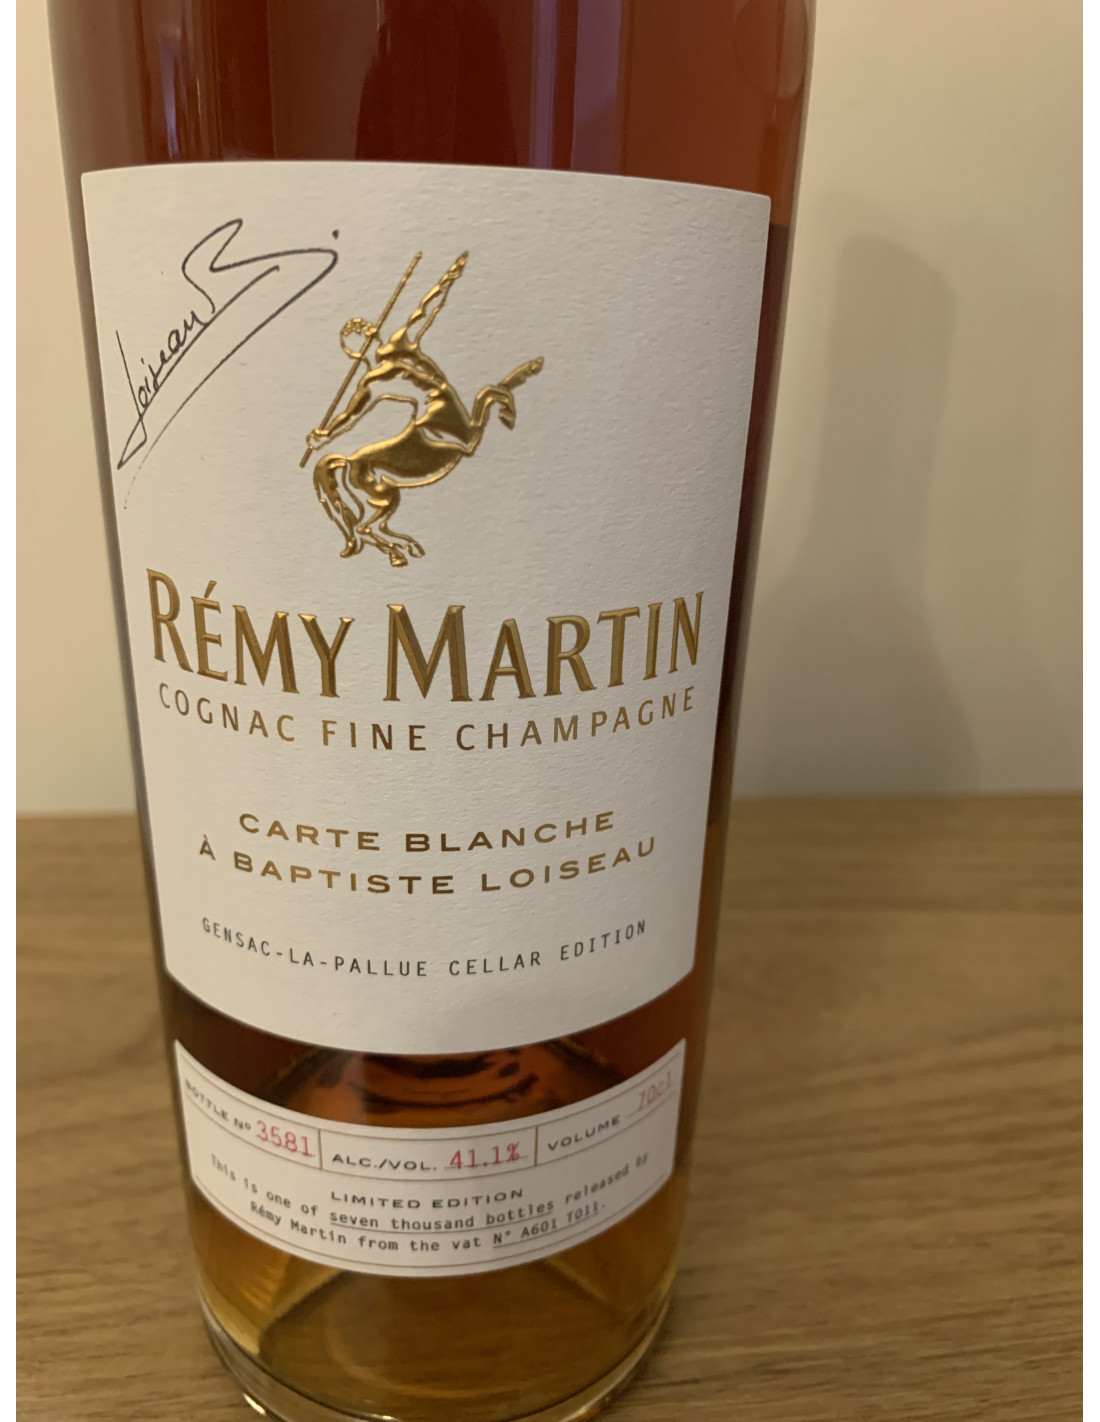 Loiseau B.
RÉMY MARTIN
COGNAC FINE CHAMPAGNE
CARTE BLANCHE
À BAPTISTE LOISEAU
GENSAC-LA-PALLUE CELLAR EDITION
BOTTLE Nº 3581 ALC./VOL. 41.1% VOLUME 70cl
LIMITED EDITION
This is one of seven thousand bottles released by
Rémy Martin from the vat N° A601 T011.